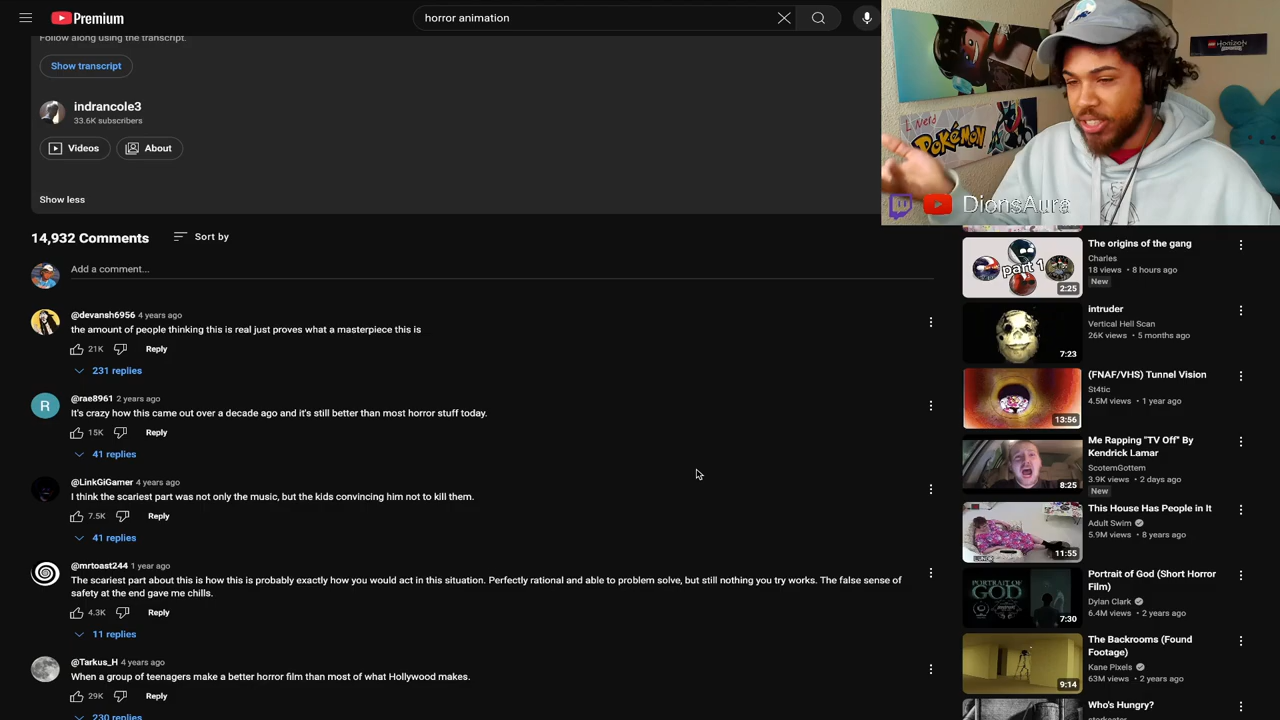 Premium
horror animation
Follow along using the transcript.
Show transcript
indrancole3
33.6K subscribers
Videos
About
Show less
14,932 Comments
Sort by
Add a comment...
@devansh6956 4 years ago
the amount of people thinking this is real just proves what a masterpiece this is
21K
Reply
231 replies
R
@rae8961 2 years ago
It's crazy how this came out over a decade ago and it's still better than most horror stuff today.
15K
Reply
41 replies
@LinkGiGamer 4 years ago
I think the scariest part was not only the music, but the kids convincing him not to kill them.
7.5K
Reply
41 replies
@mrtoast244 1 year ago
The scariest part about this is how this is probably exactly how you would act in this situation. Perfectly rational and able to problem solve, but still nothing you try works. The false sense of
safety at the end gave me chills.
4.3K
Reply
11 replies
@Tarkus_H 4 years ago
When a group of teenagers make a better horror film than most of what Hollywood makes.
29K
Reply
230 replies
L Nerd
POKéMON
HORIZON
DionsAura
part 1
2:25
The origins of the gang
Charles
18 views • 8 hours ago
New
7:23
intruder
Vertical Hell Scan
26K views • 5 months ago
13:56
(FNAF/VHS) Tunnel Vision
St4tic
4.5M views • 1 year ago
8:25
Me Rapping "TV Off" By
Kendrick Lamar
ScotemGottem
3.9K views • 2 days ago
New
11:55
This House Has People in It
Adult Swim
5.9M views • 8 years ago
PORTRAIT OF
GOD
7:30
Portrait of God (Short Horror
Film)
Dylan Clark
6.4M views • 2 years ago
9:14
The Backrooms (Found
Footage)
Kane Pixels
63M views • 2 years ago
Who's Hungry?